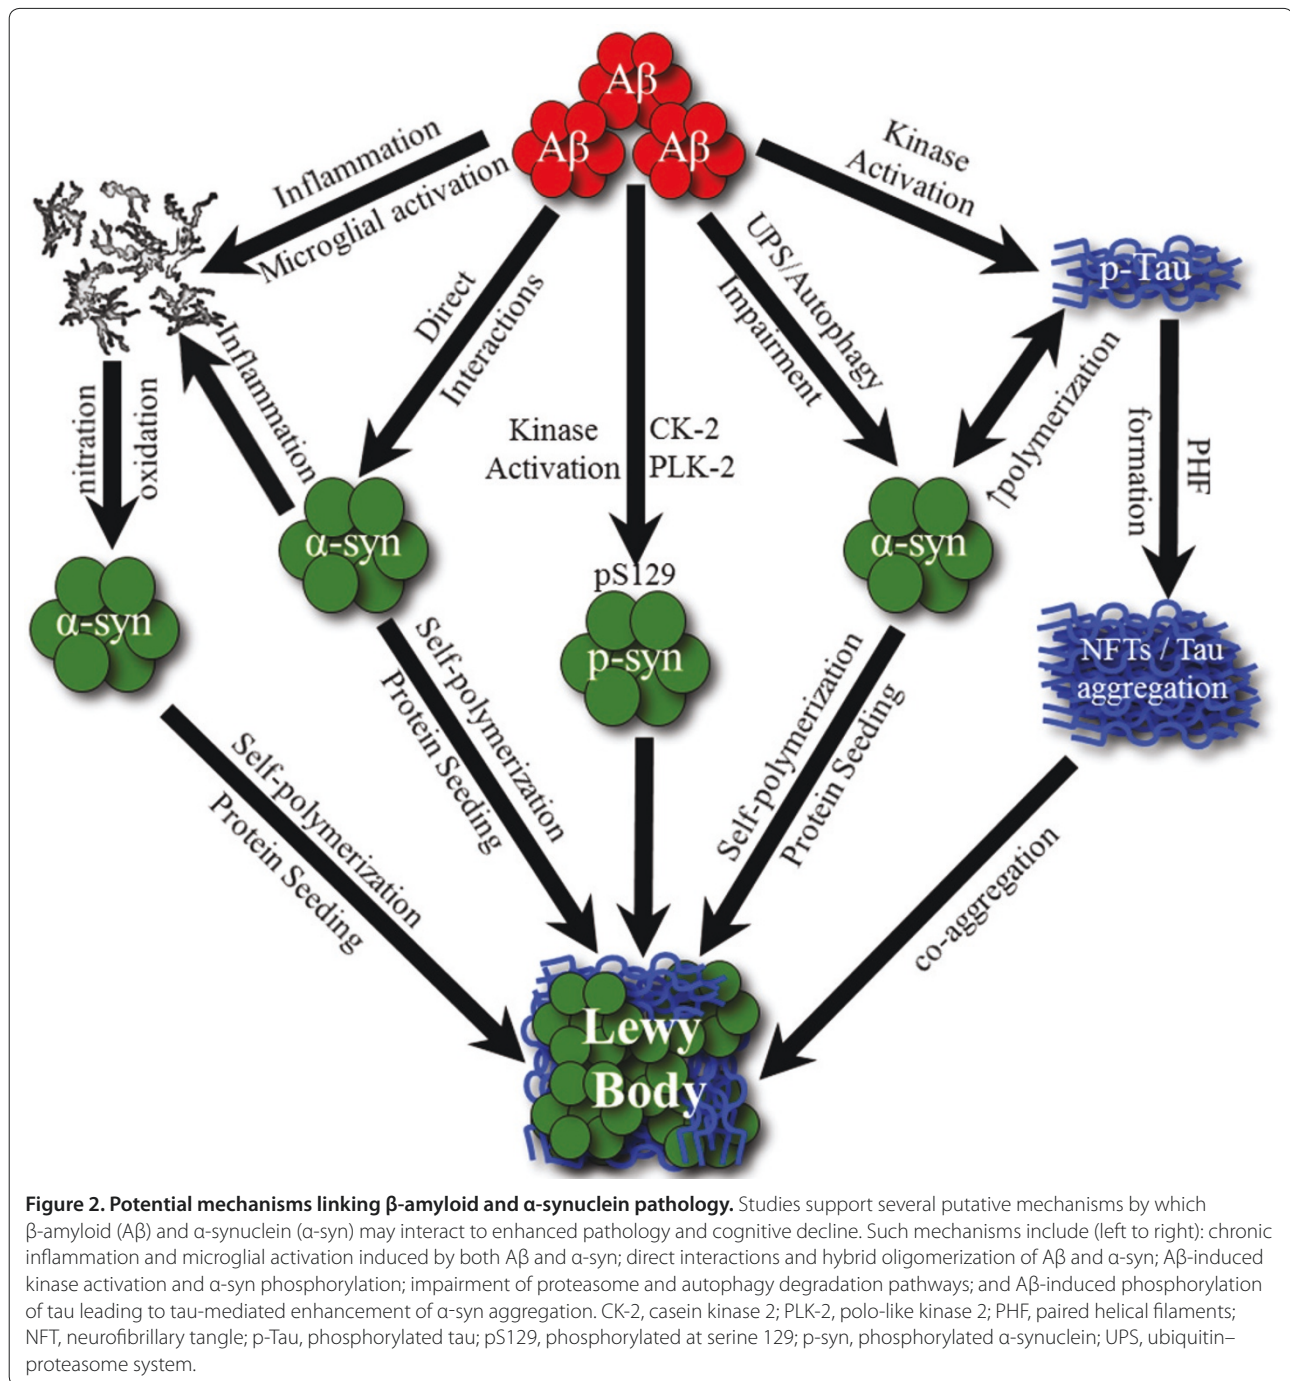 Aβ
Aβ
Aβ
Inflammation
Microglial activation
Kinase
Activation
Direct
Interactions
UPS/Autophagy
Impairment
p-Tau
Inflammation
nitration
oxidation
Kinase
Activation
CK-2
PLK-2
↑polymerization
PHF
formation
α-syn
α-syn
pS129
p-syn
α-syn
NFTs / Tau
aggregation
Self-polymerization
Protein Seeding
Self-polymerization
Protein Seeding
Self-polymerization
Protein Seeding
co-aggregation
Lewy
Body
Figure 2. Potential mechanisms linking β-amyloid and α-synuclein pathology. Studies support several putative mechanisms by which
β-amyloid (Aβ) and α-synuclein (α-syn) may interact to enhanced pathology and cognitive decline. Such mechanisms include (left to right): chronic
inflammation and microglial activation induced by both Aβ and α-syn; direct interactions and hybrid oligomerization of Aβ and α-syn; Aβ-induced
kinase activation and α-syn phosphorylation; impairment of proteasome and autophagy degradation pathways; and Aβ-induced phosphorylation
of tau leading to tau-mediated enhancement of α-syn aggregation. CK-2, casein kinase 2; PLK-2, polo-like kinase 2; PHF, paired helical filaments;
NFT, neurofibrillary tangle; p-Tau, phosphorylated tau; pS129, phosphorylated at serine 129; p-syn, phosphorylated α-synuclein; UPS, ubiquitin–
proteasome system.